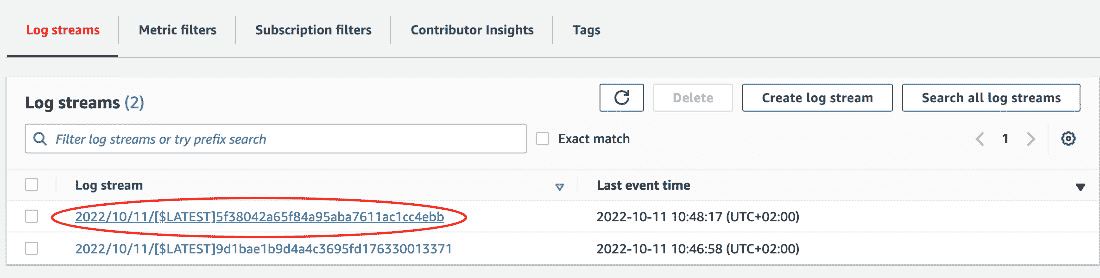 Log streams Metric filters Subscription filters Contributor Insights Tags
Log streams (2) Delete Create log stream Search all log streams
Filter log streams or try prefix search Exact match 1
Log stream Last event time
2022/10/11/[$LATEST]5f38042a65f84a95aba7611ac1cc4ebb 2022-10-11 10:48:17 (UTC+02:00)
2022/10/11/[$LATEST]9d1bae1b9d4a4c3695fd176330013371 2022-10-11 10:46:58 (UTC+02:00)